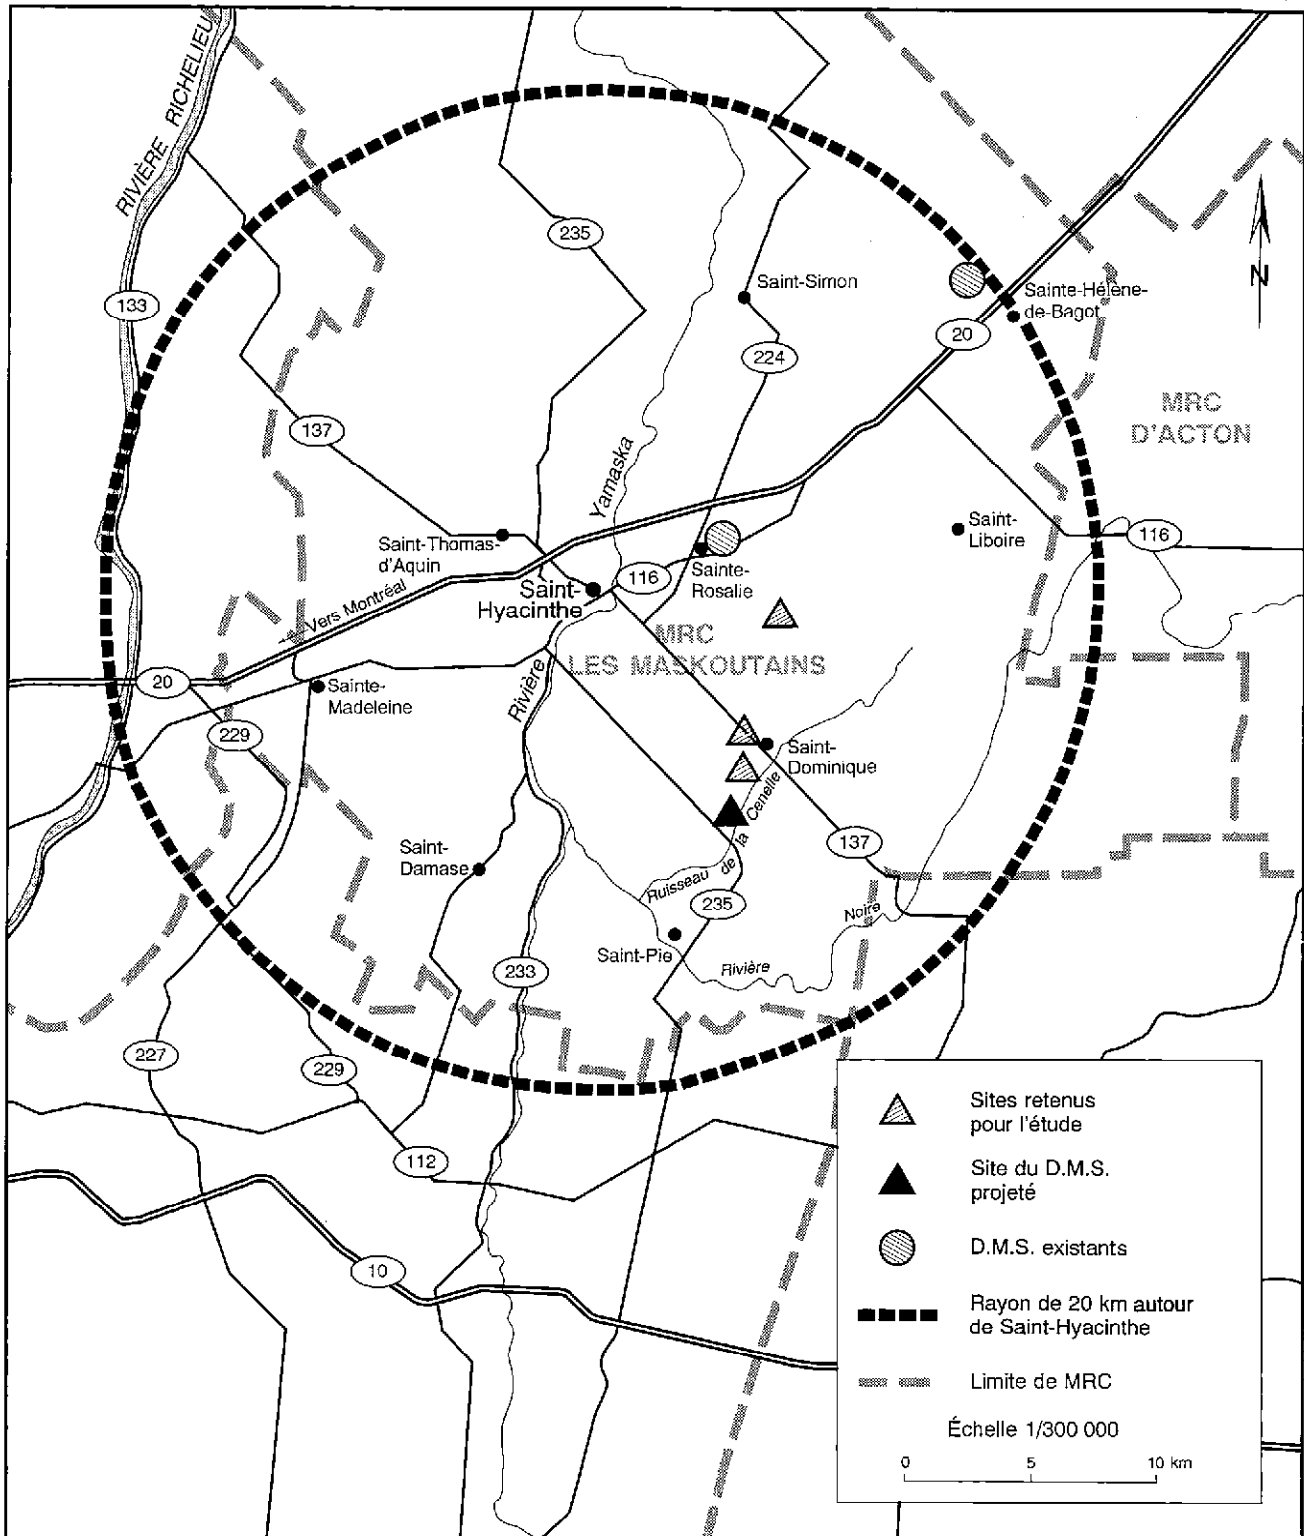 RIVIÈRE RICHELIEU
133
235
Saint-Simon
Sainte-Hélène-
de-Bagot
20
224
N
MRC
D'ACTON
137
Yamaska
Saint-Thomas-
d'Aquin
Saint-
Liboire
116
Sainte-
Rosalie
116
Saint-
Hyacinthe
Vers Montréal
MRC
LES MASKOUTAINS
20
Sainte-
Madeleine
Rivière
229
Saint-
Dominique
Saint-
Damase
137
Ruisseau de la Cenelle
235
Noire
Saint-Pie
Rivière
233
227
229
112
10
Sites retenus
pour l'étude
Site du D.M.S.
projeté
D.M.S. existants
Rayon de 20 km autour
de Saint-Hyacinthe
Limite de MRC
Échelle 1/300 000
0 5 10 km